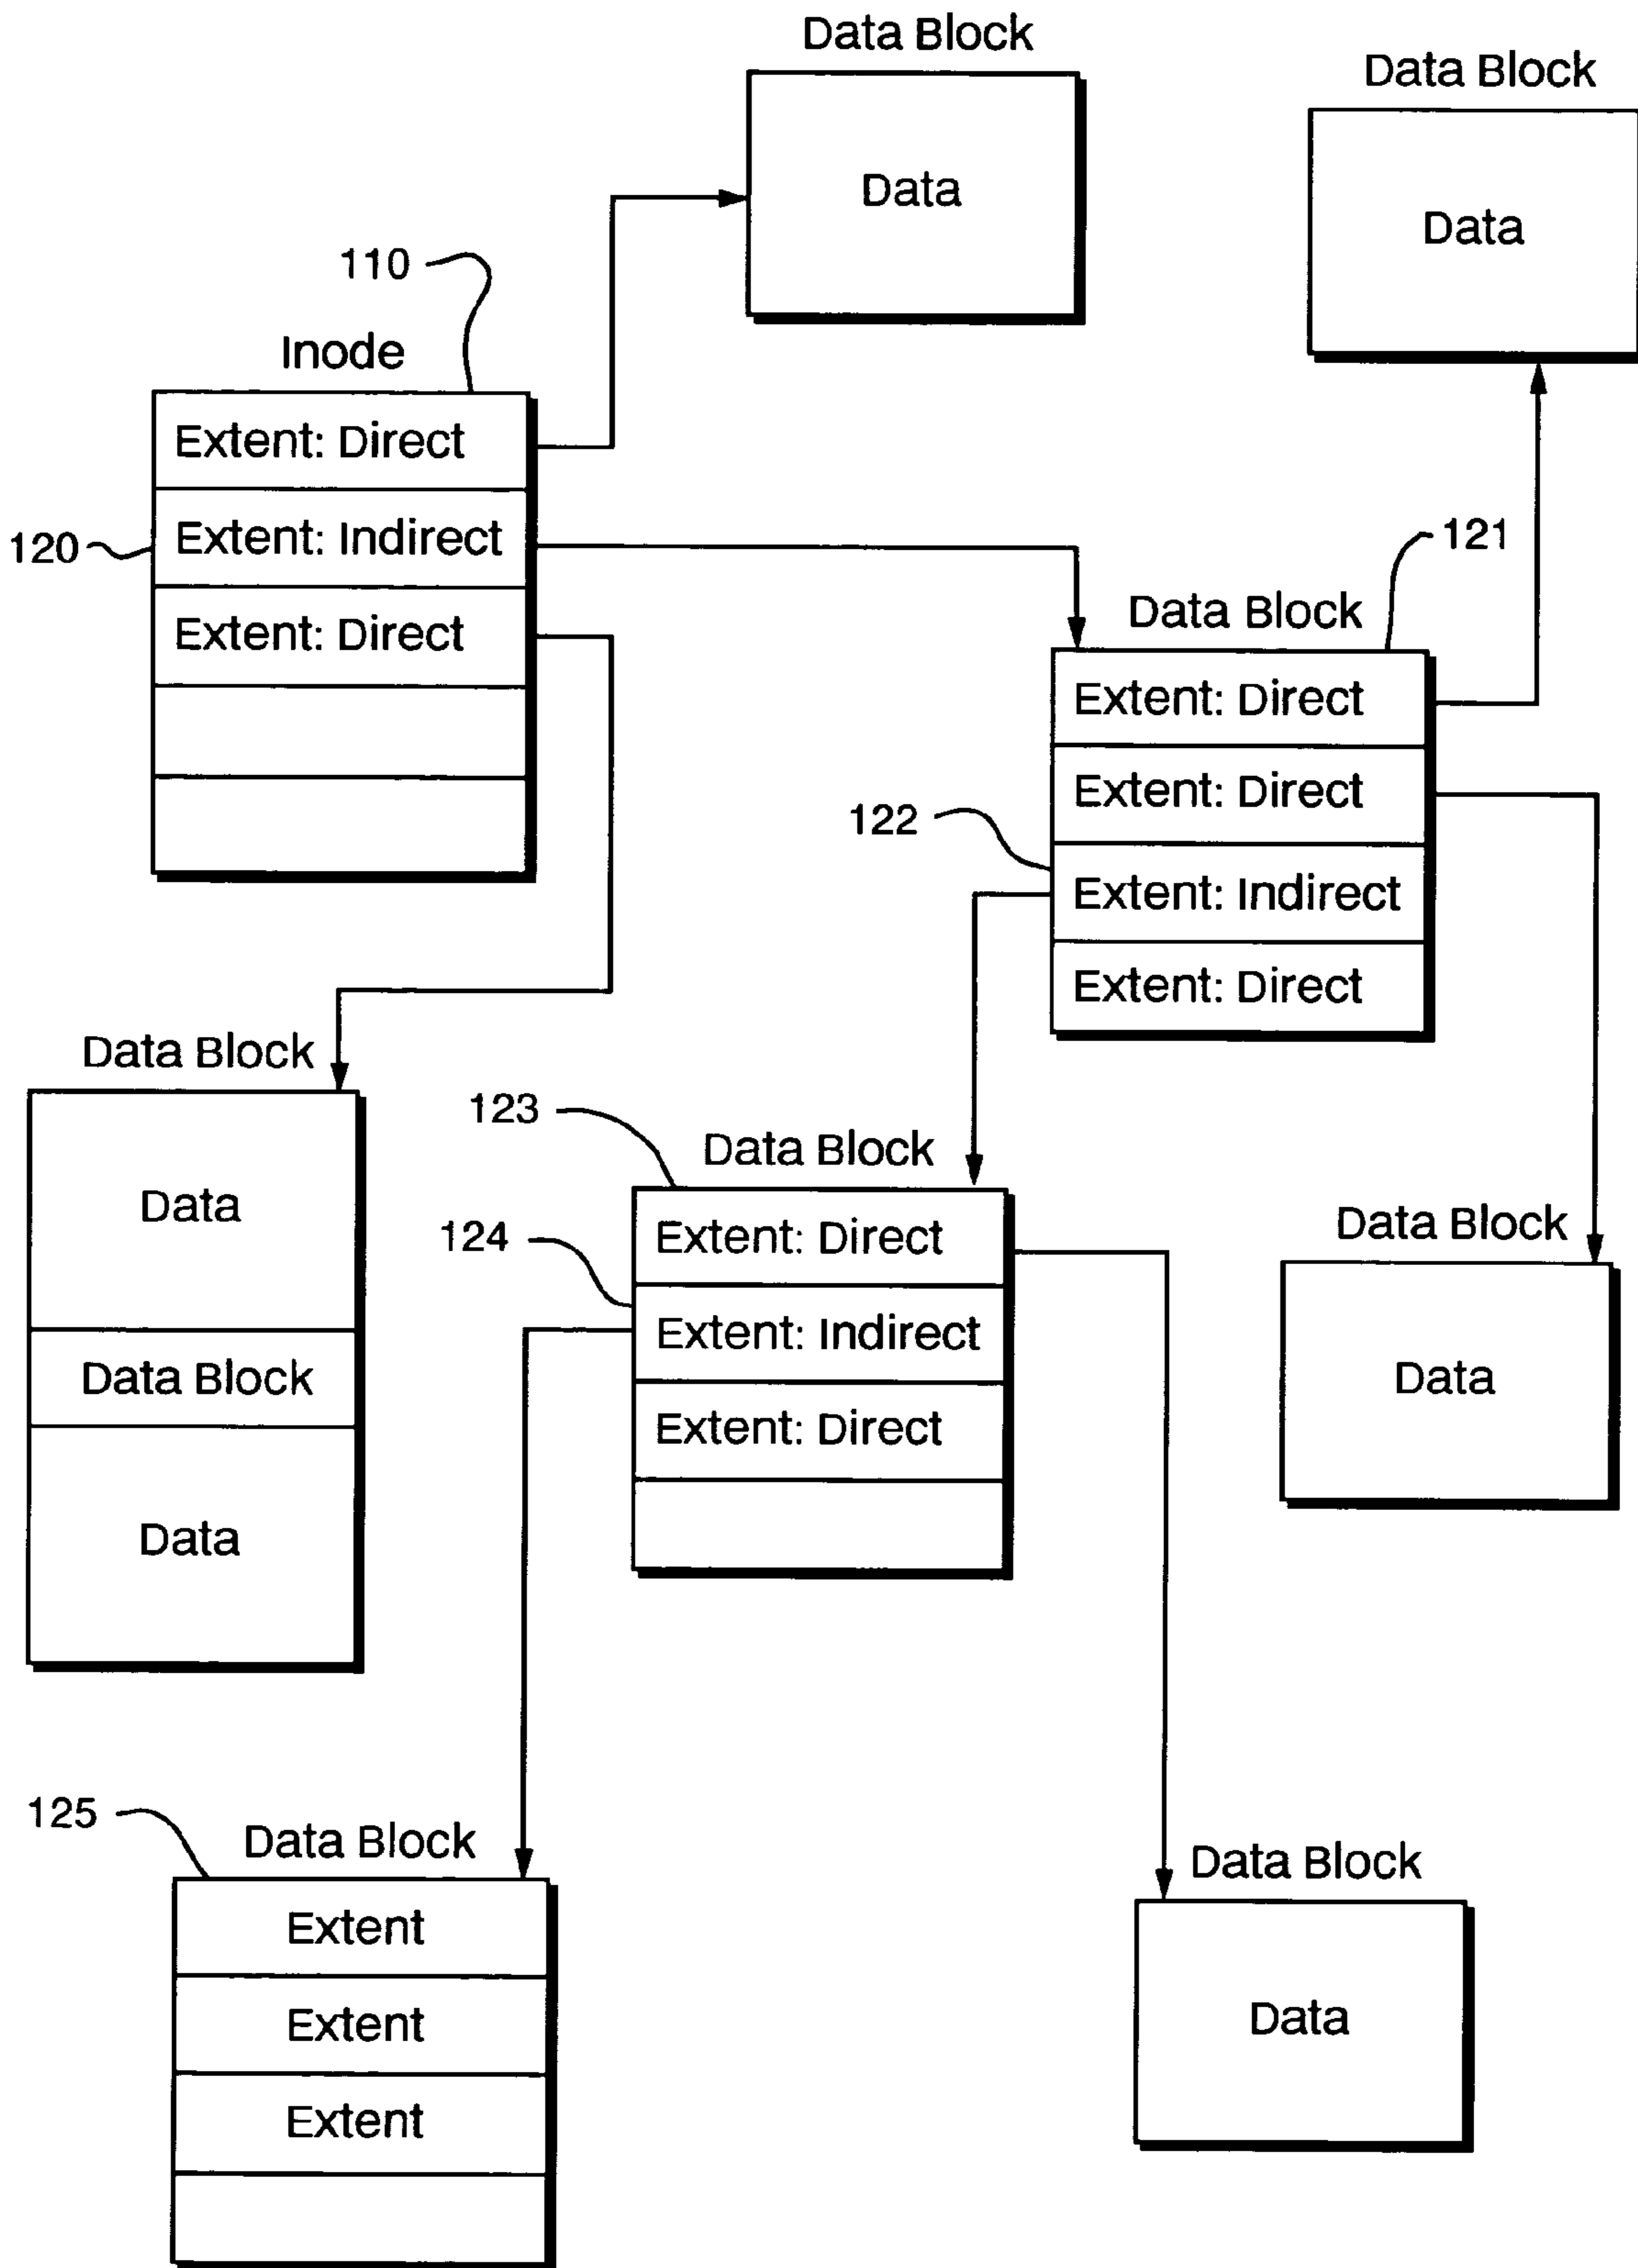 Data Block
Data
Data Block
Data
110
Inode
Extent: Direct
120
Extent: Indirect
Extent: Direct
121
Data Block
Extent: Direct
Extent: Direct
122
Extent: Indirect
Extent: Direct
Data Block
Data
Data Block
Data
123
Data Block
Extent: Direct
124
Extent: Indirect
Extent: Direct
Data Block
Data
125
Data Block
Extent
Extent
Extent
Data Block
Data